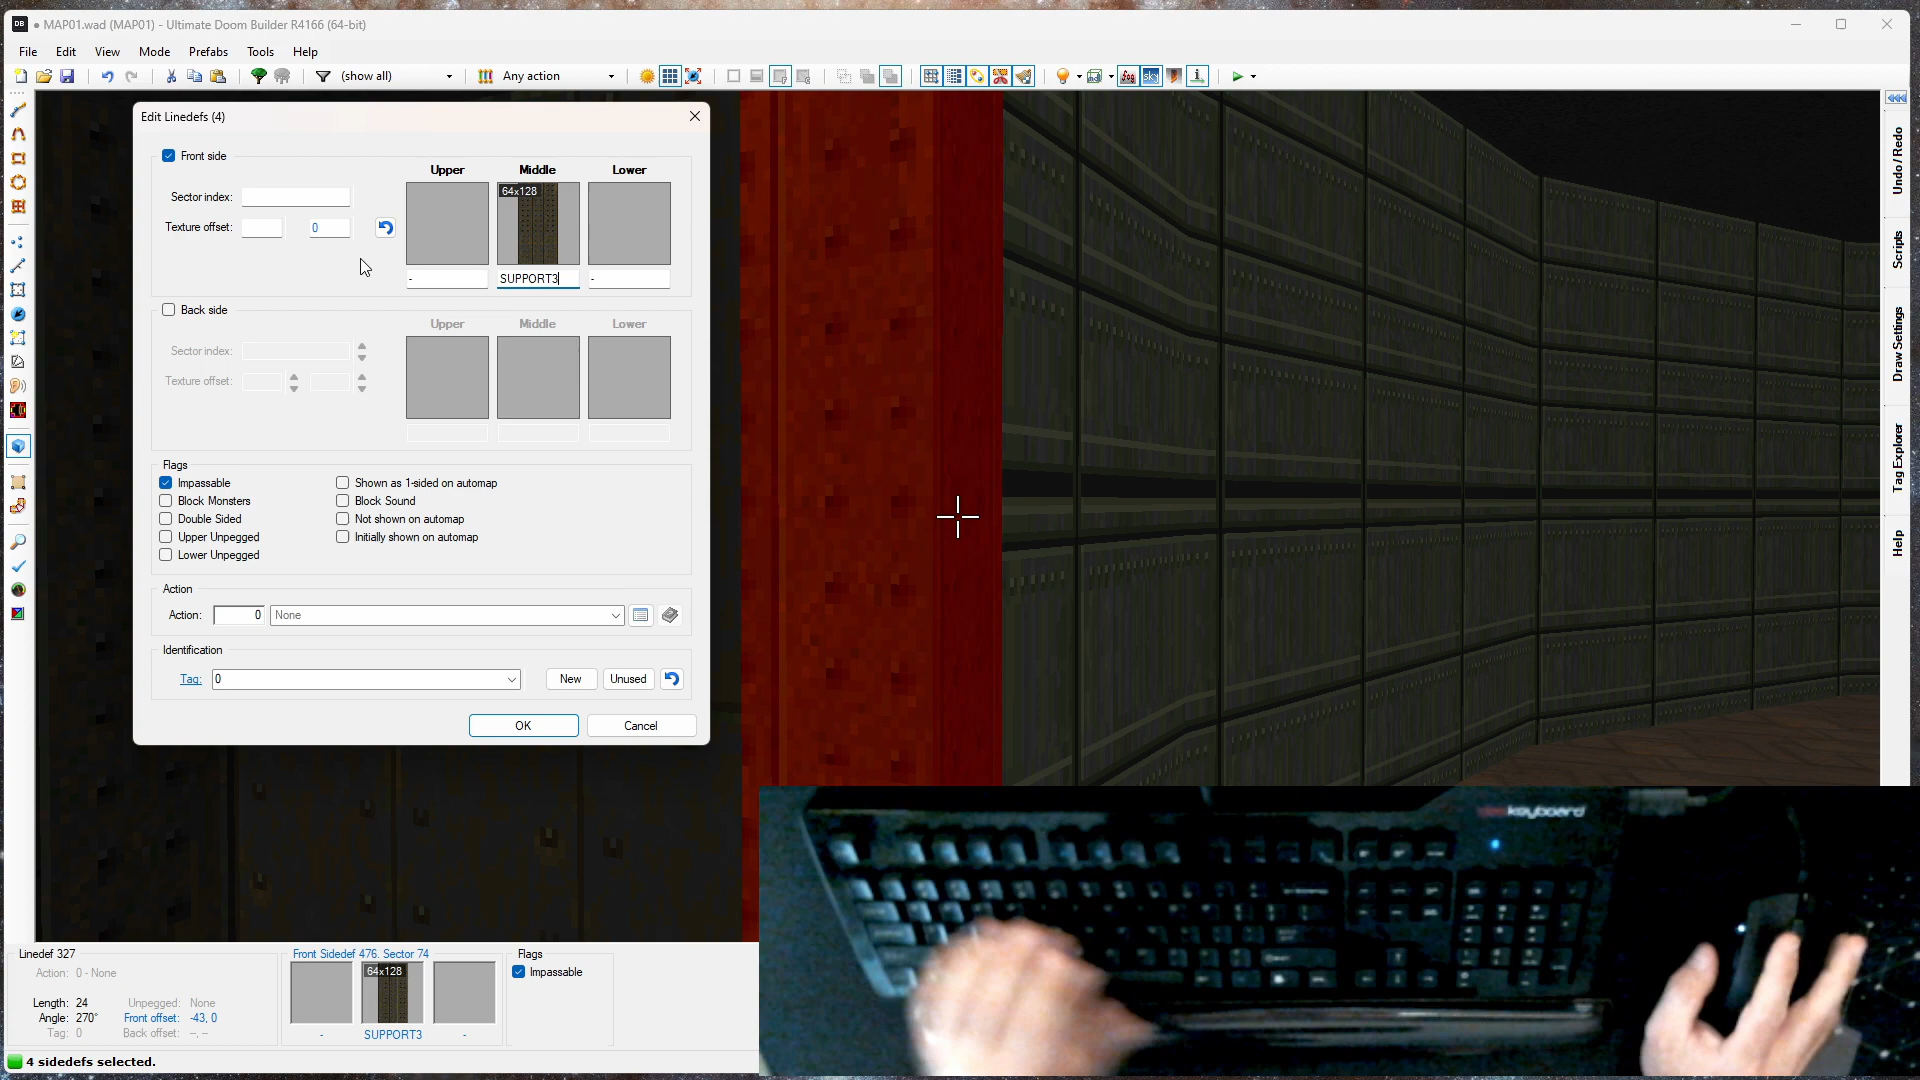 DB • MAP01.wad (MAP01) - Ultimate Doom Builder R4166 (64-bit)
File Edit View Mode Prefabs Tools Help
(show all) Any action
Edit Linedefs (4)
Front side
Upper Middle Lower
64x128
Sector index:
Texture offset: 0
- SUPPORT3 -
Back side
Upper Middle Lower
Sector index:
Texture offset:
Flags
Impassable Shown as 1-sided on automap
Block Monsters Block Sound
Double Sided Not shown on automap
Upper Unpegged Initially shown on automap
Lower Unpegged
Action
Action: 0 None
Identification
Tag: 0 New Unused
OK Cancel
Undo / Redo
Scripts
Draw Settings
Tag Explorer
Help
Linedef 327 Front Sidedef 476. Sector 74 Flags
Action: 0 - None 64x128 Impassable
Length: 24 Unpegged: None
Angle: 270° Front offset: -43, 0
Tag: 0 Back offset: --, --
- SUPPORT3 -
4 sidedefs selected.
keyboard